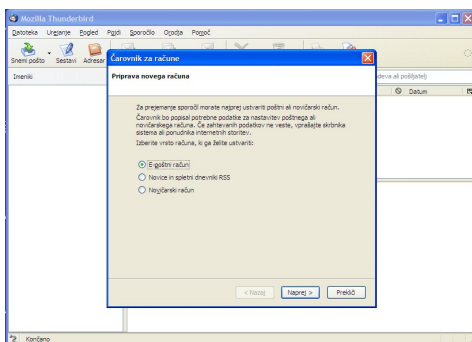 Mozilla Thunderbird
Datoteka Urejanje Pogled Pojdi Sporočilo Orodja Pomoč
Snemi pošto Sestavi Adresar
Imeniki
deva ali pošiljatelj
Datum
Čarovnik za račune
Priprava novega računa
Za prejemanje sporočil morate najprej ustvariti poštni ali novičarski račun.
Čarovnik bo popisal potrebne podatke za nastavitev poštnega ali
novičarskega računa. Če zahtevanih podatkov ne veste, vprašajte skrbnika
sistema ali ponudnika internetnih storitev.
Izberite vrsto računa, ki ga želite ustvariti:
E-poštni račun
Novice in spletni dnevniki RSS
Novičarski račun
< Nazaj Naprej > Prekliči
Končano